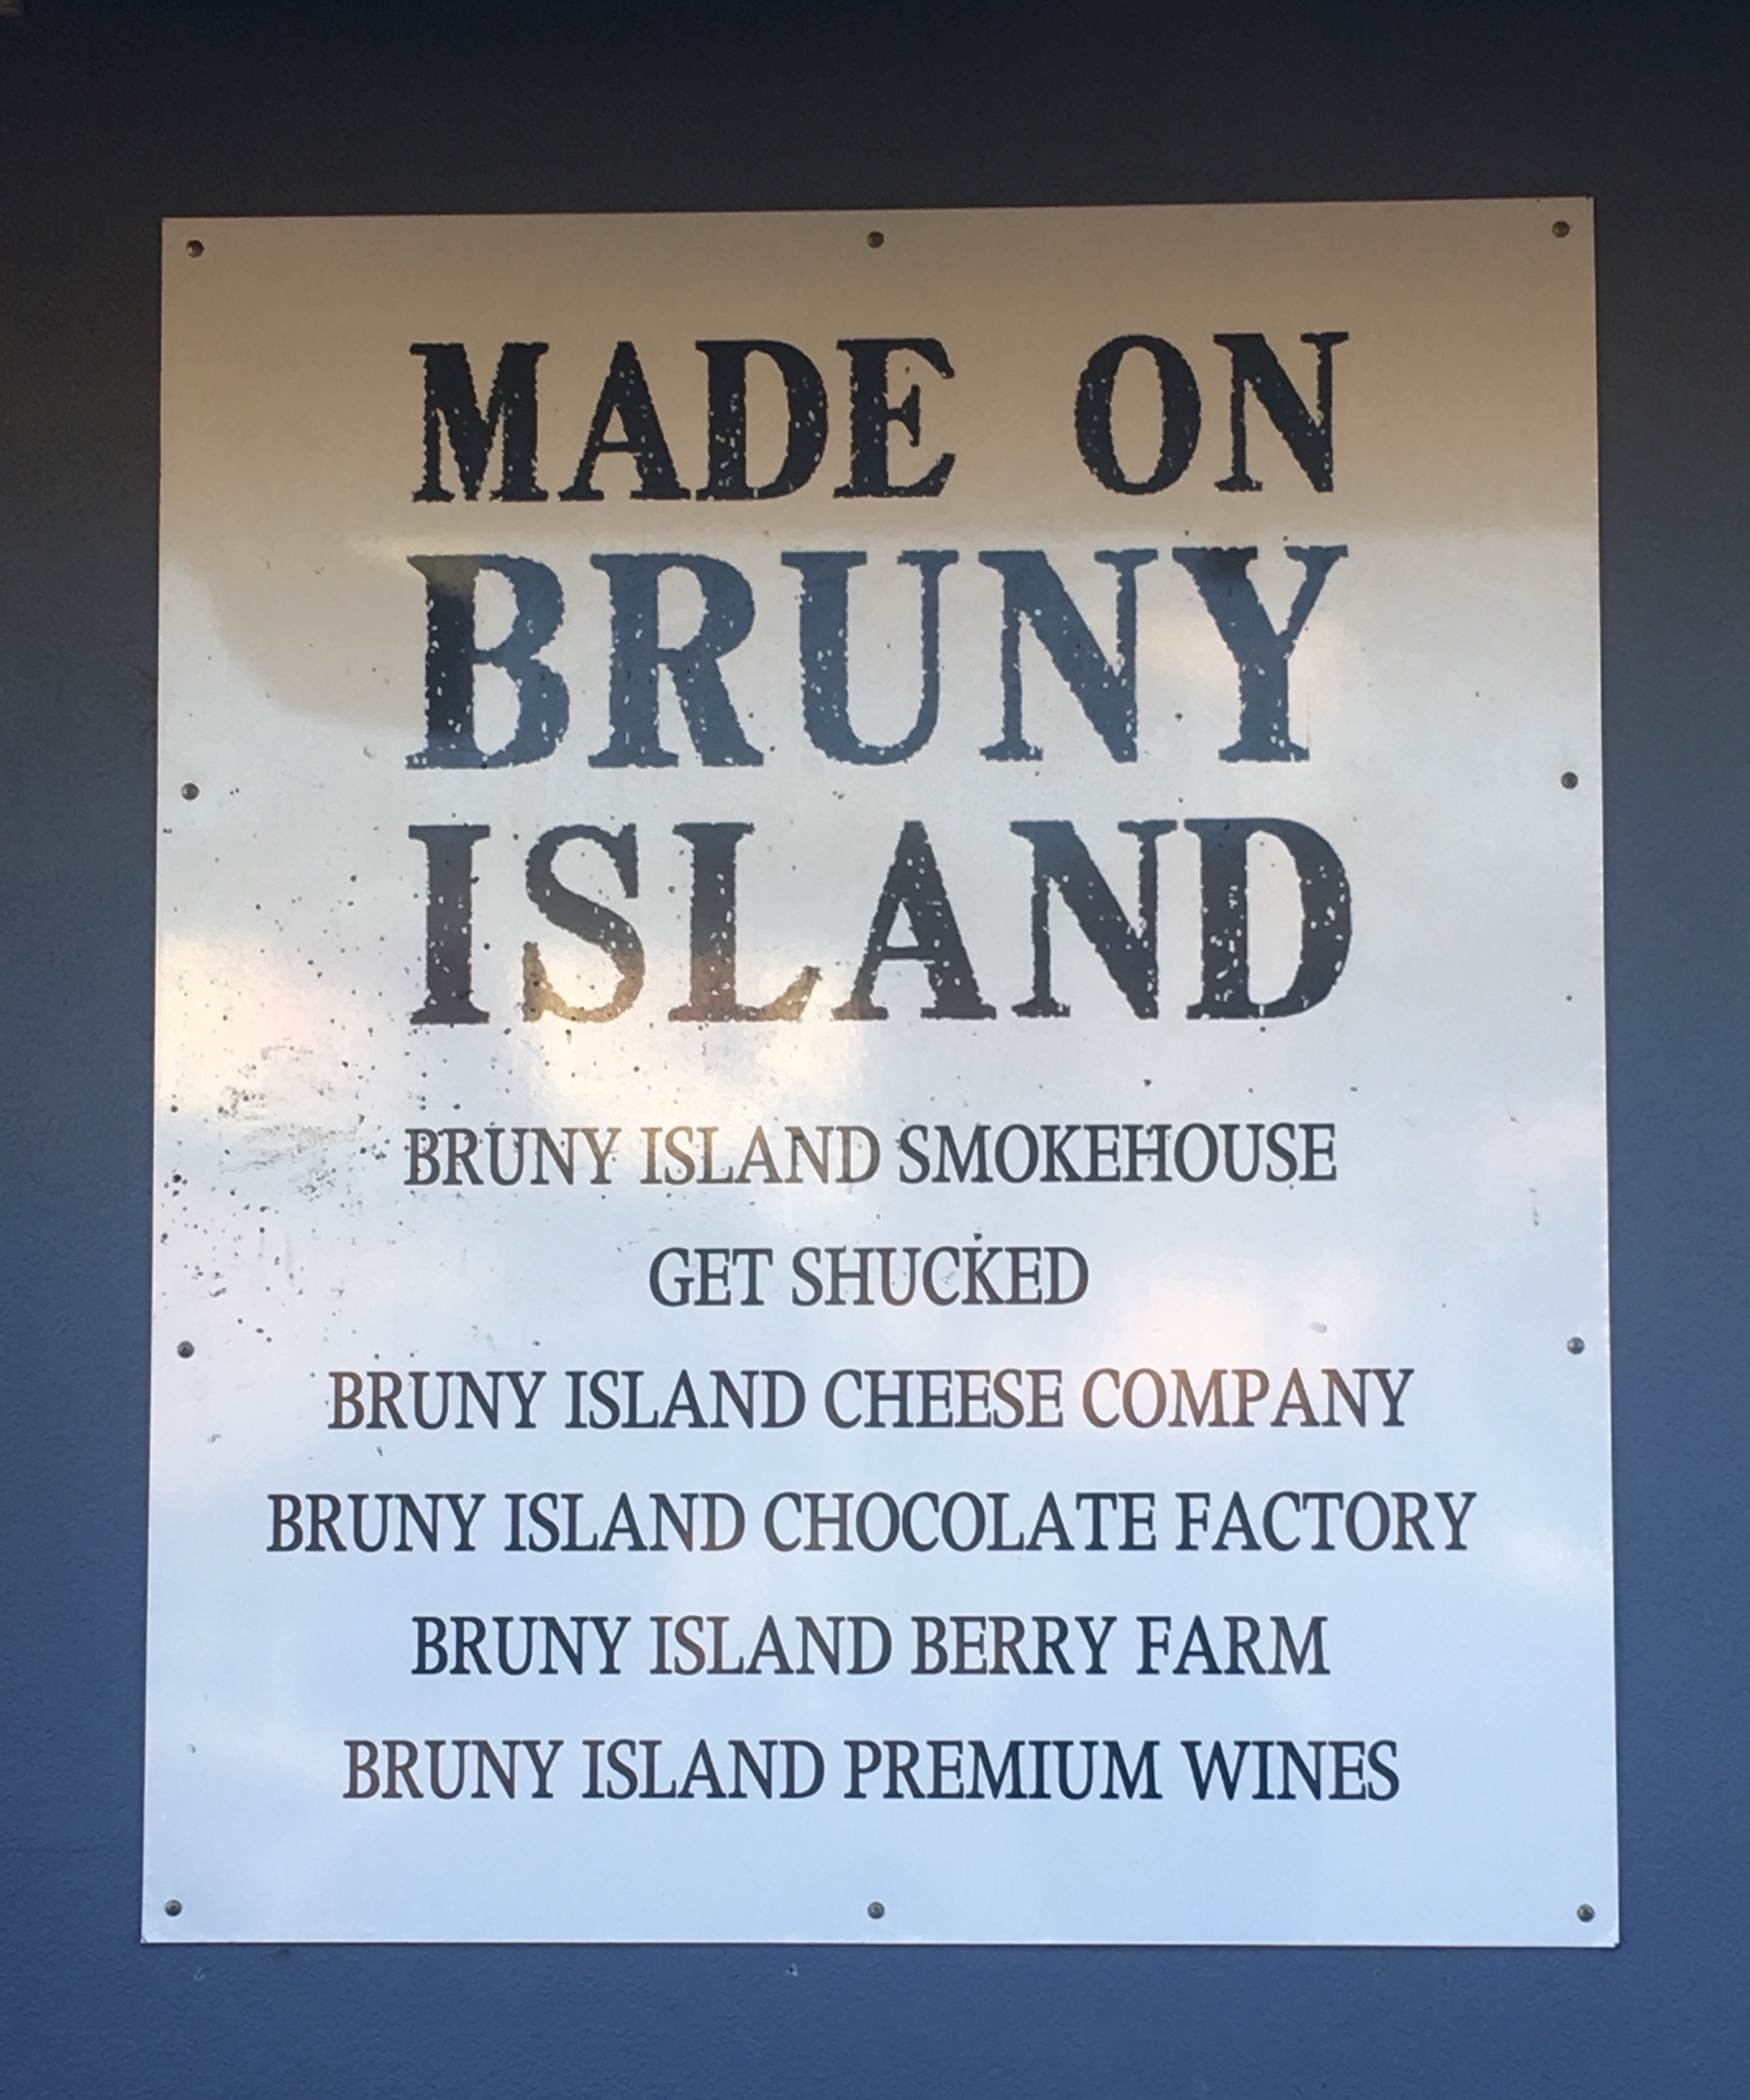 MADE ON
BRUNY
ISLAND
BRUNY ISLAND SMOKEHOUSE
GET SHUCKED
BRUNY ISLAND CHEESE COMPANY
BRUNY ISLAND CHOCOLATE FACTORY
BRUNY ISLAND BERRY FARM
BRUNY ISLAND PREMIUM WINES